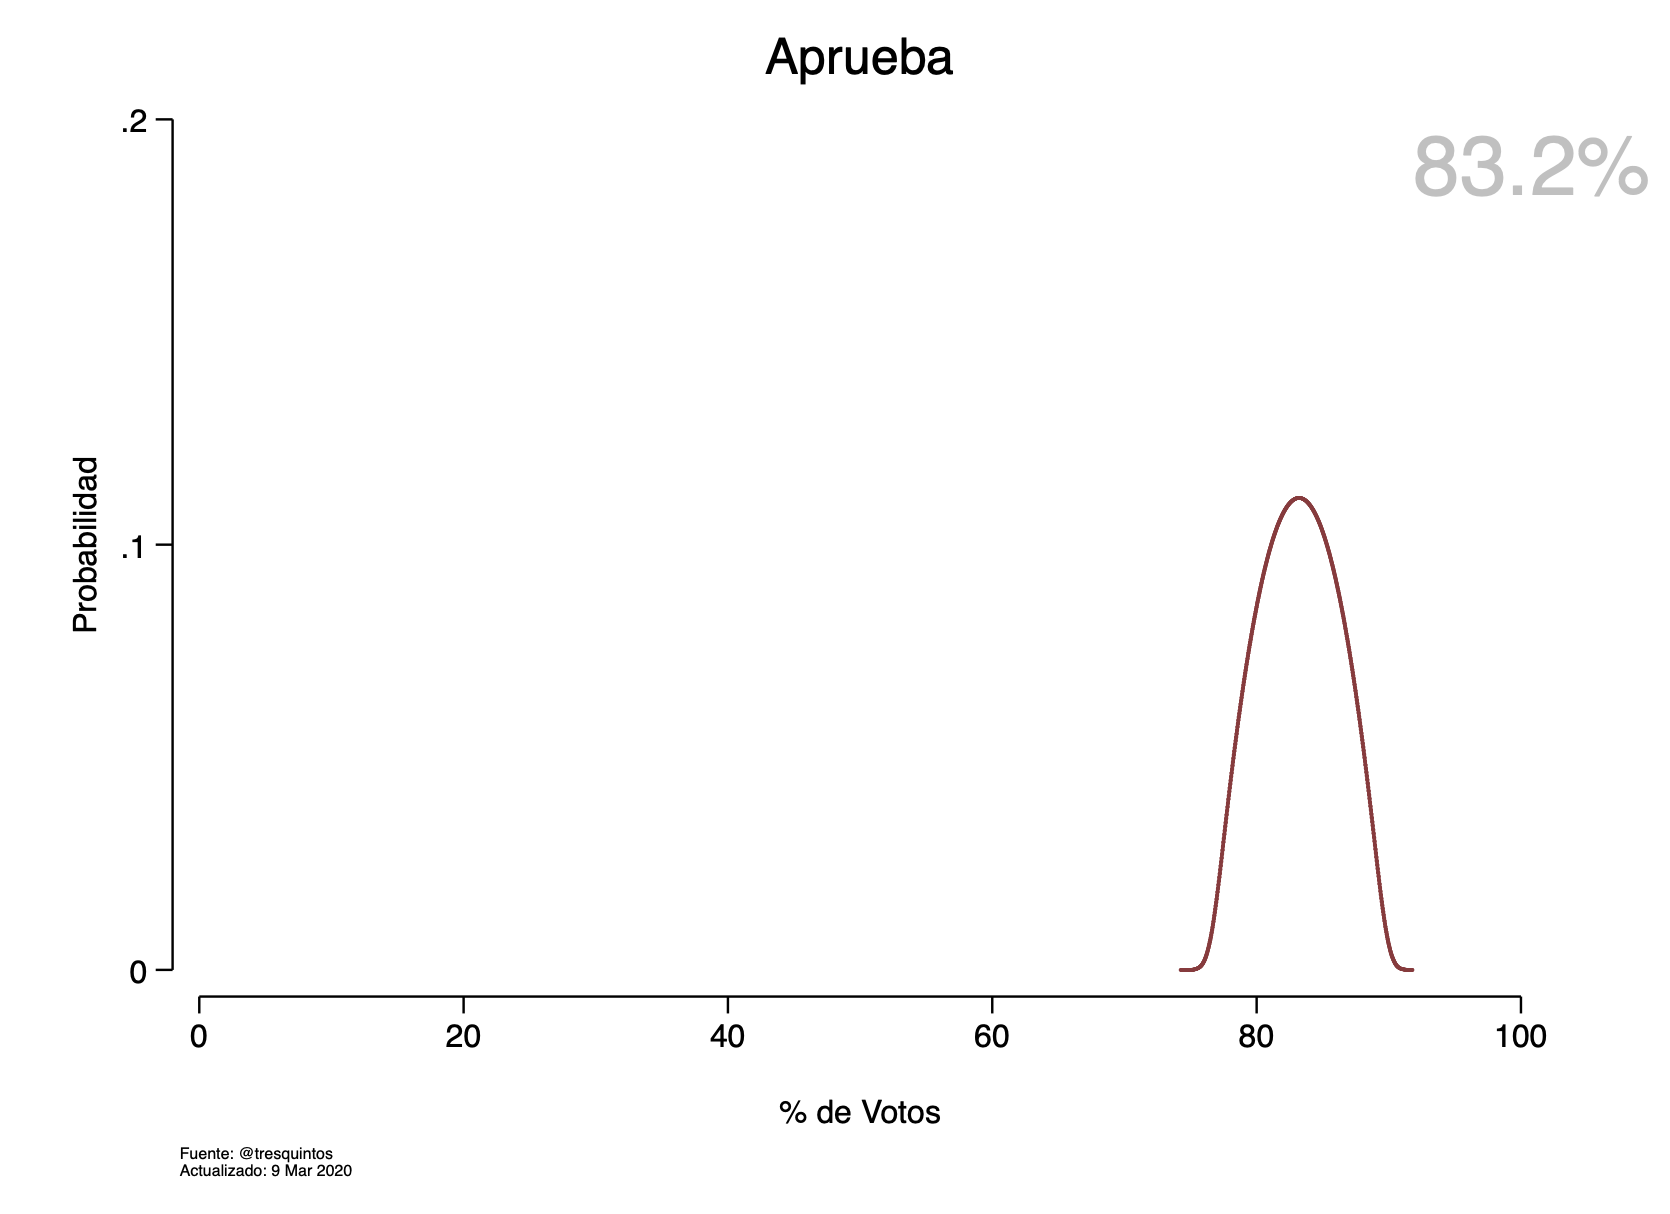 Aprueba
83.2%
.2
.1
0
Probabilidad
0 20 40 60 80 100
% de Votos
Fuente: @tresquintos
Actualizado: 9 Mar 2020